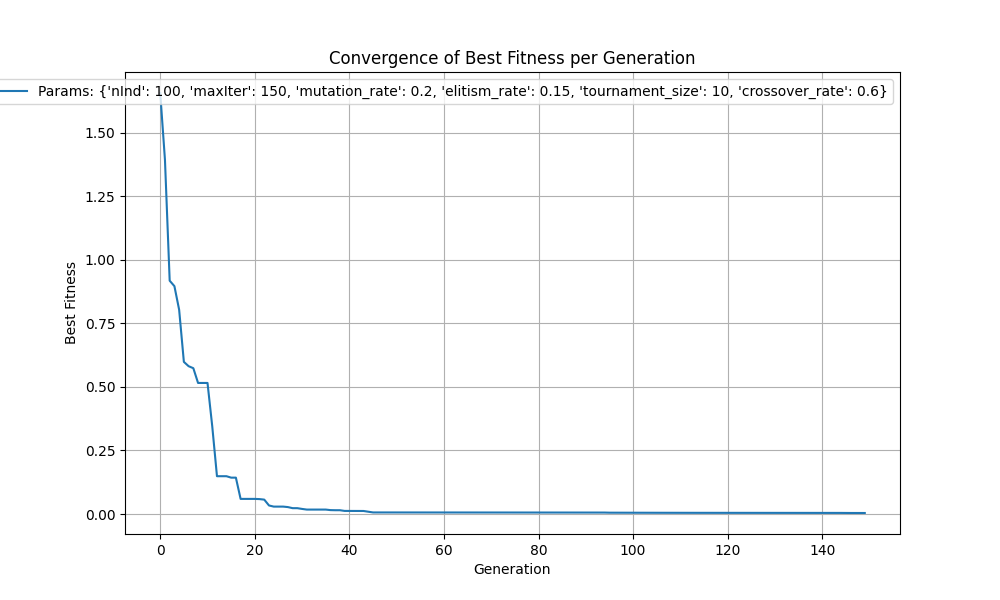 Convergence of Best Fitness per Generation
Params: {'nInd': 100, 'maxIter': 150, 'mutation_rate': 0.2, 'elitism_rate': 0.15, 'tournament_size': 10, 'crossover_rate': 0.6}
1.50
1.25
1.00
0.75
0.50
0.25
0.00
Best Fitness
0 20 40 60 80 100 120 140
Generation